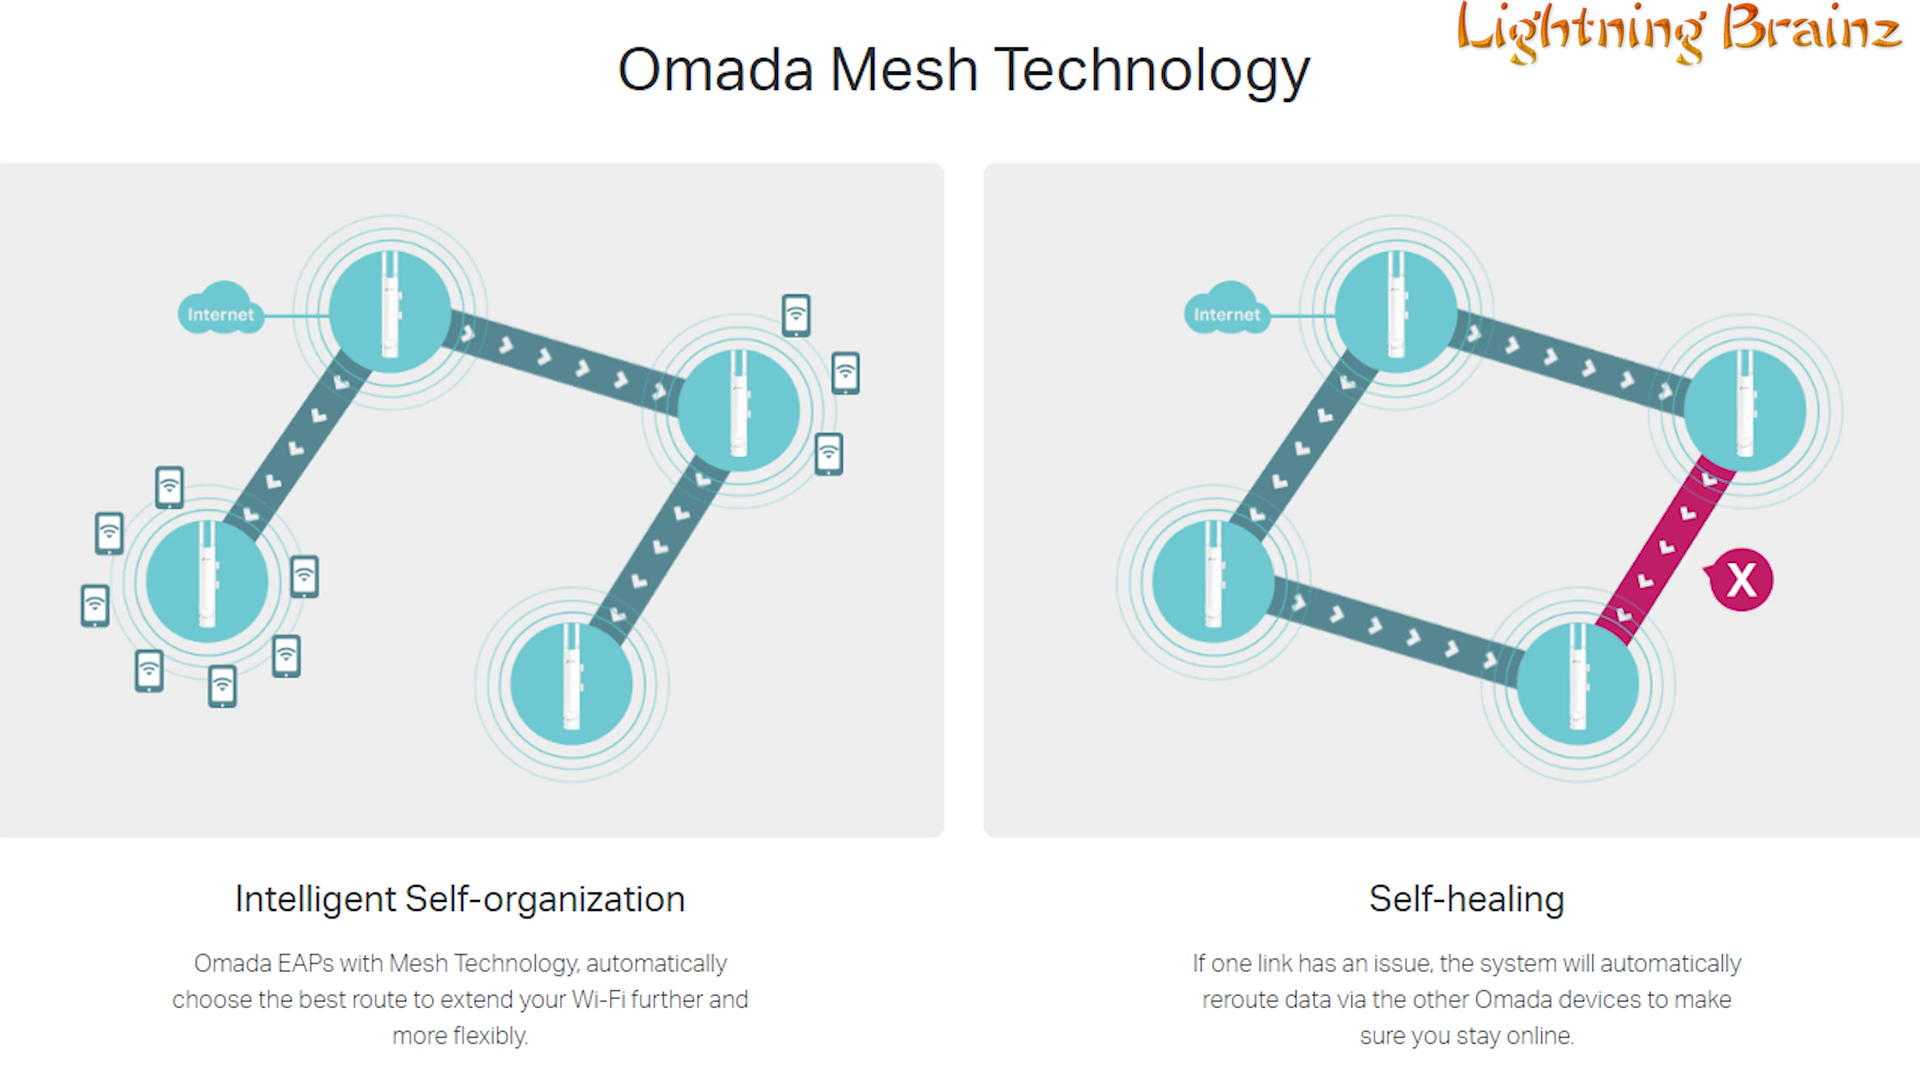 Lightning Brainz
Omada Mesh Technology
Internet
Internet
X
Intelligent Self-organization
Omada EAPs with Mesh Technology, automatically
choose the best route to extend your Wi-Fi further and
more flexibly.
Self-healing
If one link has an issue, the system will automatically
reroute data via the other Omada devices to make
sure you stay online.